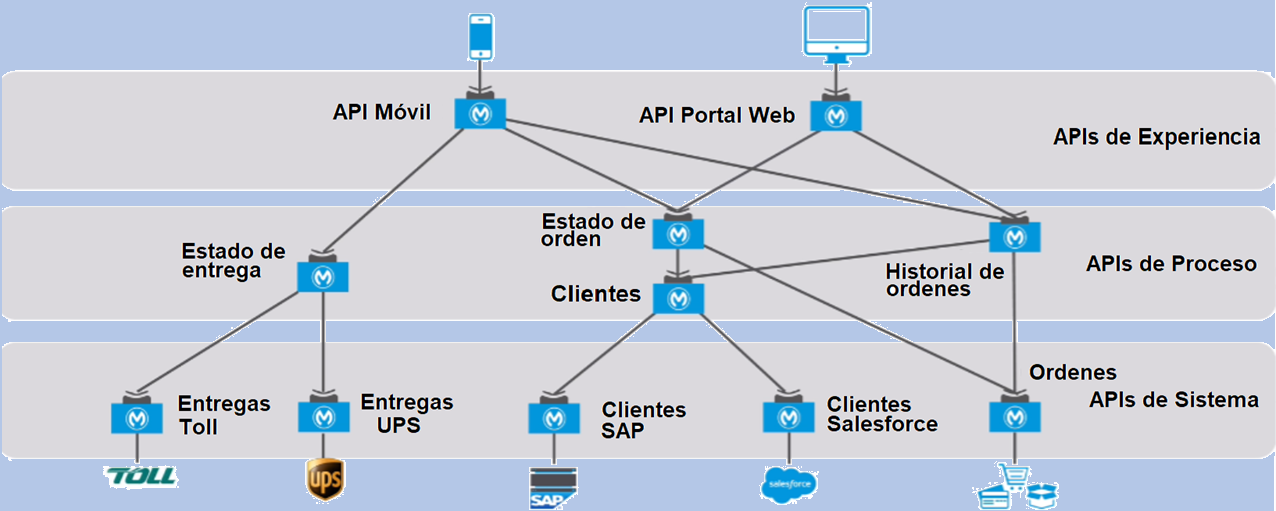 API Móvil
API Portal Web
APIs de Experiencia
Estado de
entrega
Estado de
orden
Clientes
Historial de
ordenes
APIs de Proceso
Entregas
Toll
Entregas
UPS
Clientes
SAP
Clientes
Salesforce
Ordenes
APIs de Sistema
TOLL
ups
SAP
salesforce